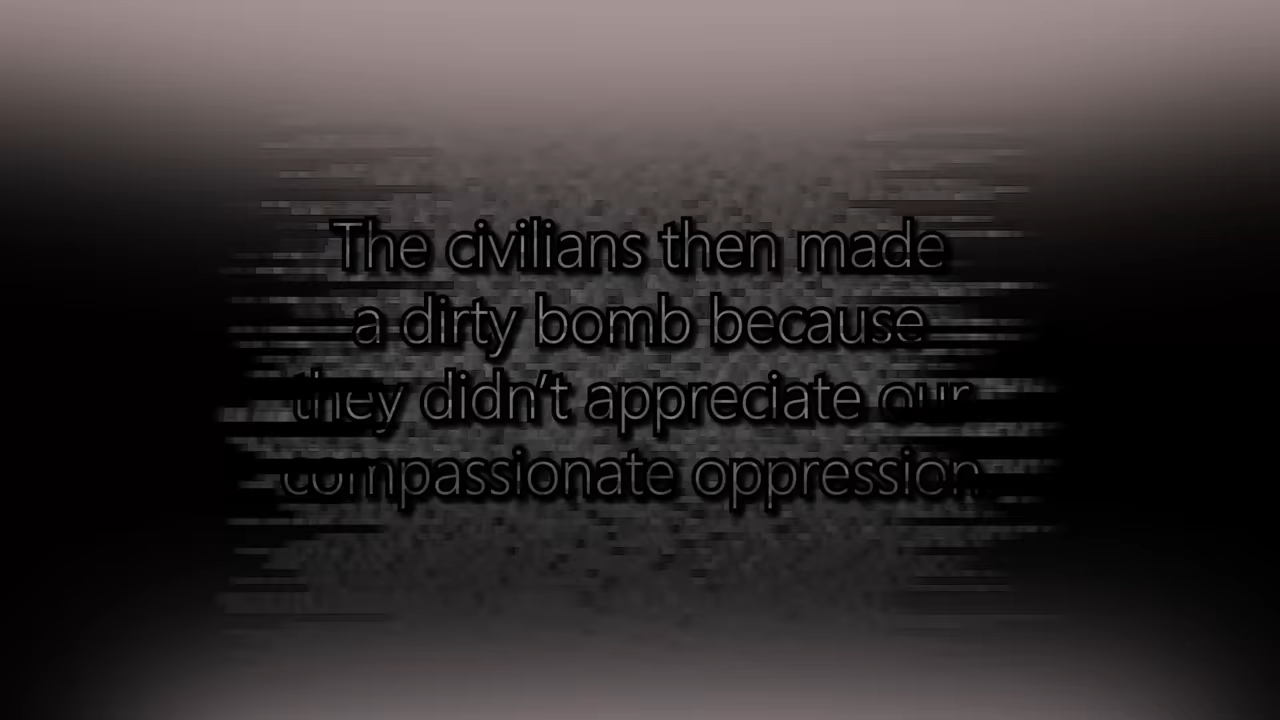 The civilians then made
a dirty bomb because
they didn’t appreciate our
compassionate oppression.